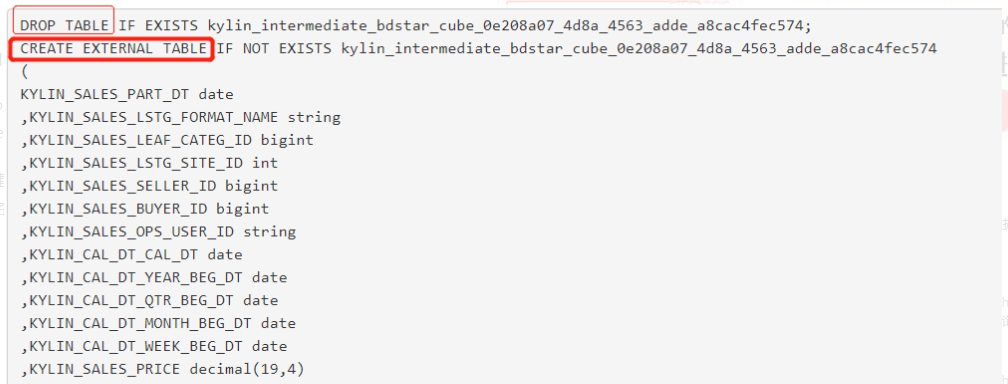 DROP TABLE IF EXISTS kylin_intermediate_bdstar_cube_0e208a07_4d8a_4563_adde_a8cac4fec574;
CREATE EXTERNAL TABLE IF NOT EXISTS kylin_intermediate_bdstar_cube_0e208a07_4d8a_4563_adde_a8cac4fec574
(
KYLIN_SALES_PART_DT date
,KYLIN_SALES_LSTG_FORMAT_NAME string
,KYLIN_SALES_LEAF_CATEG_ID bigint
,KYLIN_SALES_LSTG_SITE_ID int
,KYLIN_SALES_SELLER_ID bigint
,KYLIN_SALES_BUYER_ID bigint
,KYLIN_SALES_OPS_USER_ID string
,KYLIN_CAL_DT_CAL_DT date
,KYLIN_CAL_DT_YEAR_BEG_DT date
,KYLIN_CAL_DT_QTR_BEG_DT date
,KYLIN_CAL_DT_MONTH_BEG_DT date
,KYLIN_CAL_DT_WEEK_BEG_DT date
,KYLIN_SALES_PRICE decimal(19,4)